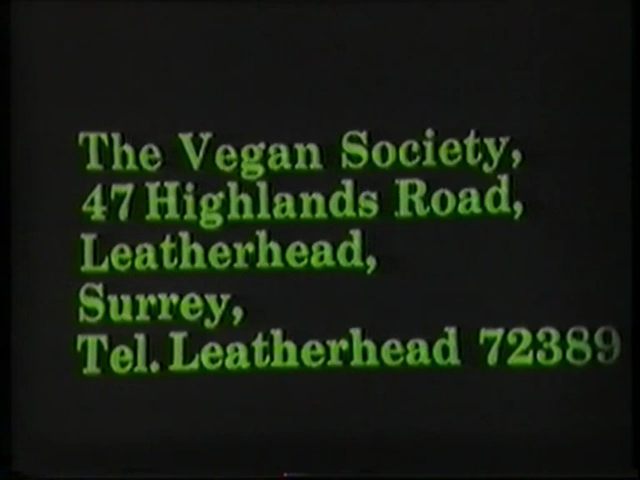 The Vegan Society,
47 Highlands Road,
Leatherhead,
Surrey,
Tel. Leatherhead 72389